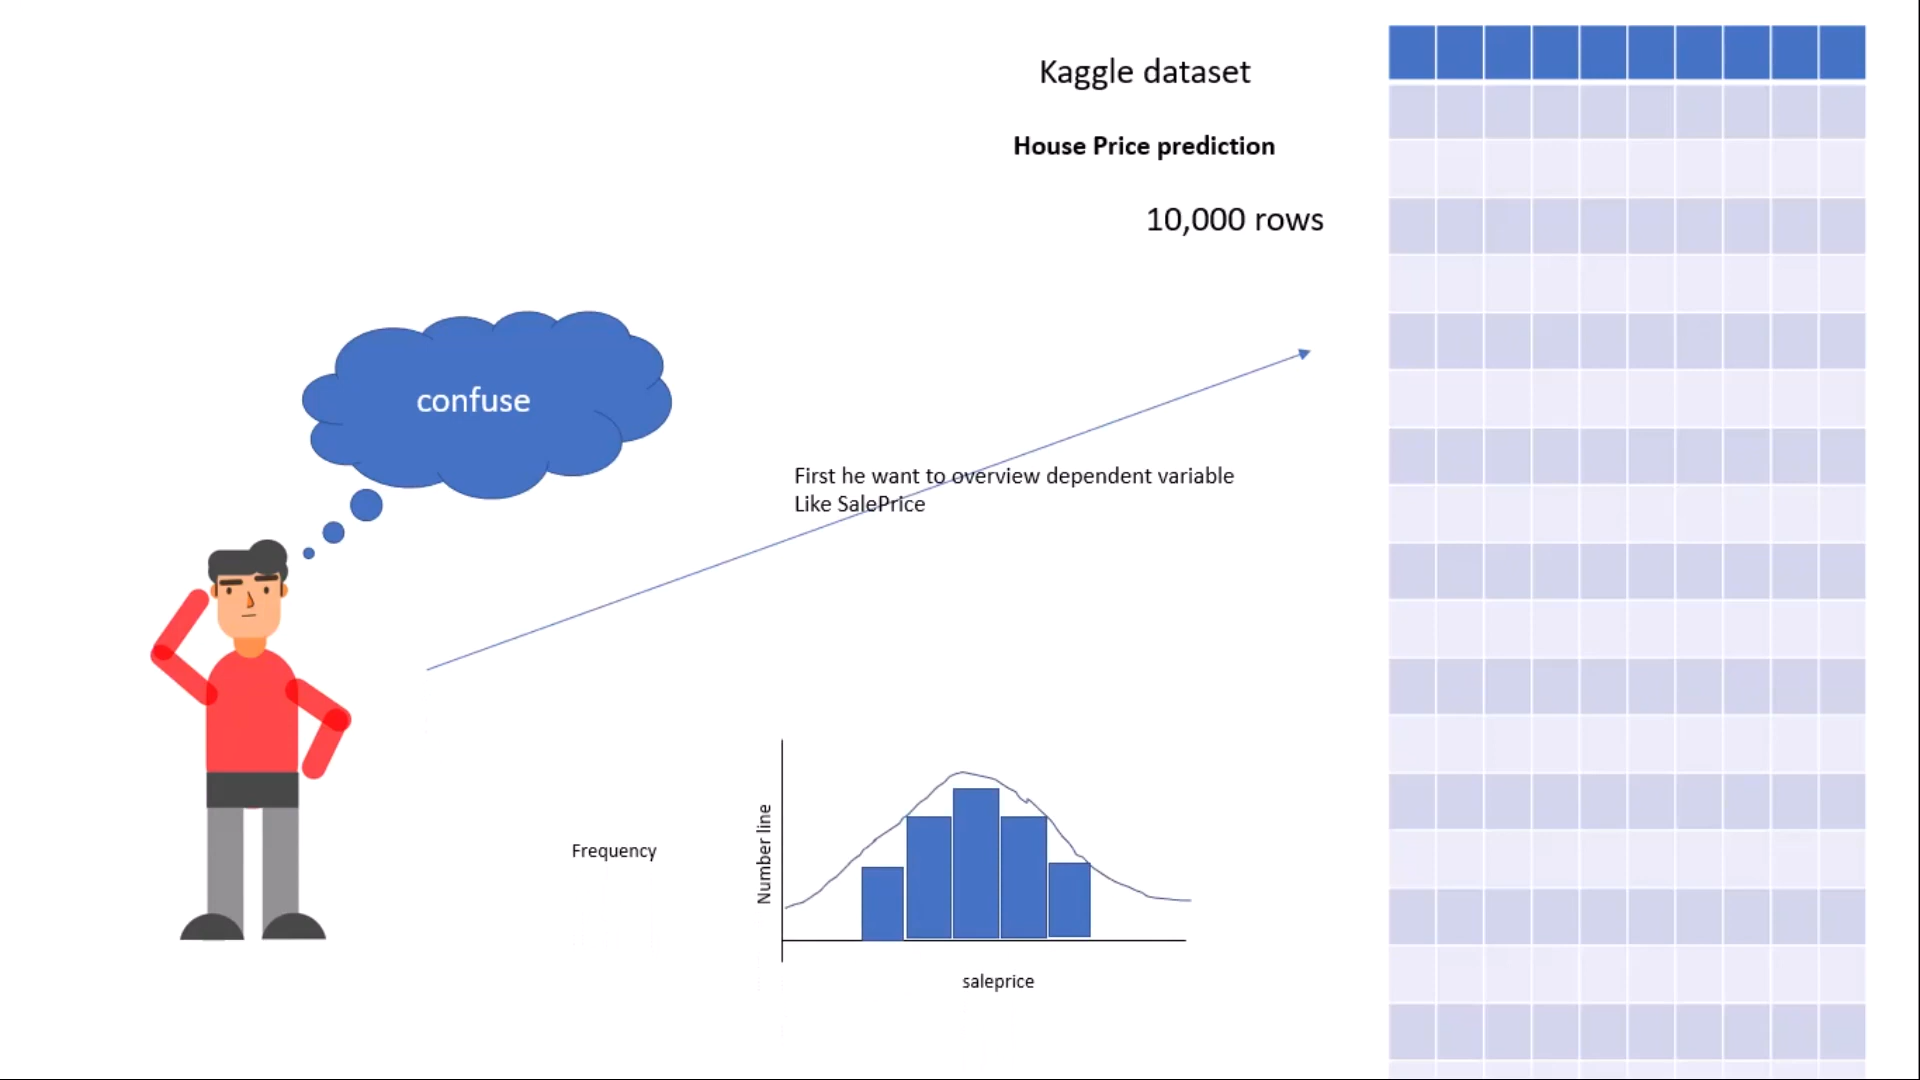 Kaggle dataset
House Price prediction
10,000 rows
confuse
First he want to overview dependent variable
Like SalePrice
Frequency
Number line
saleprice